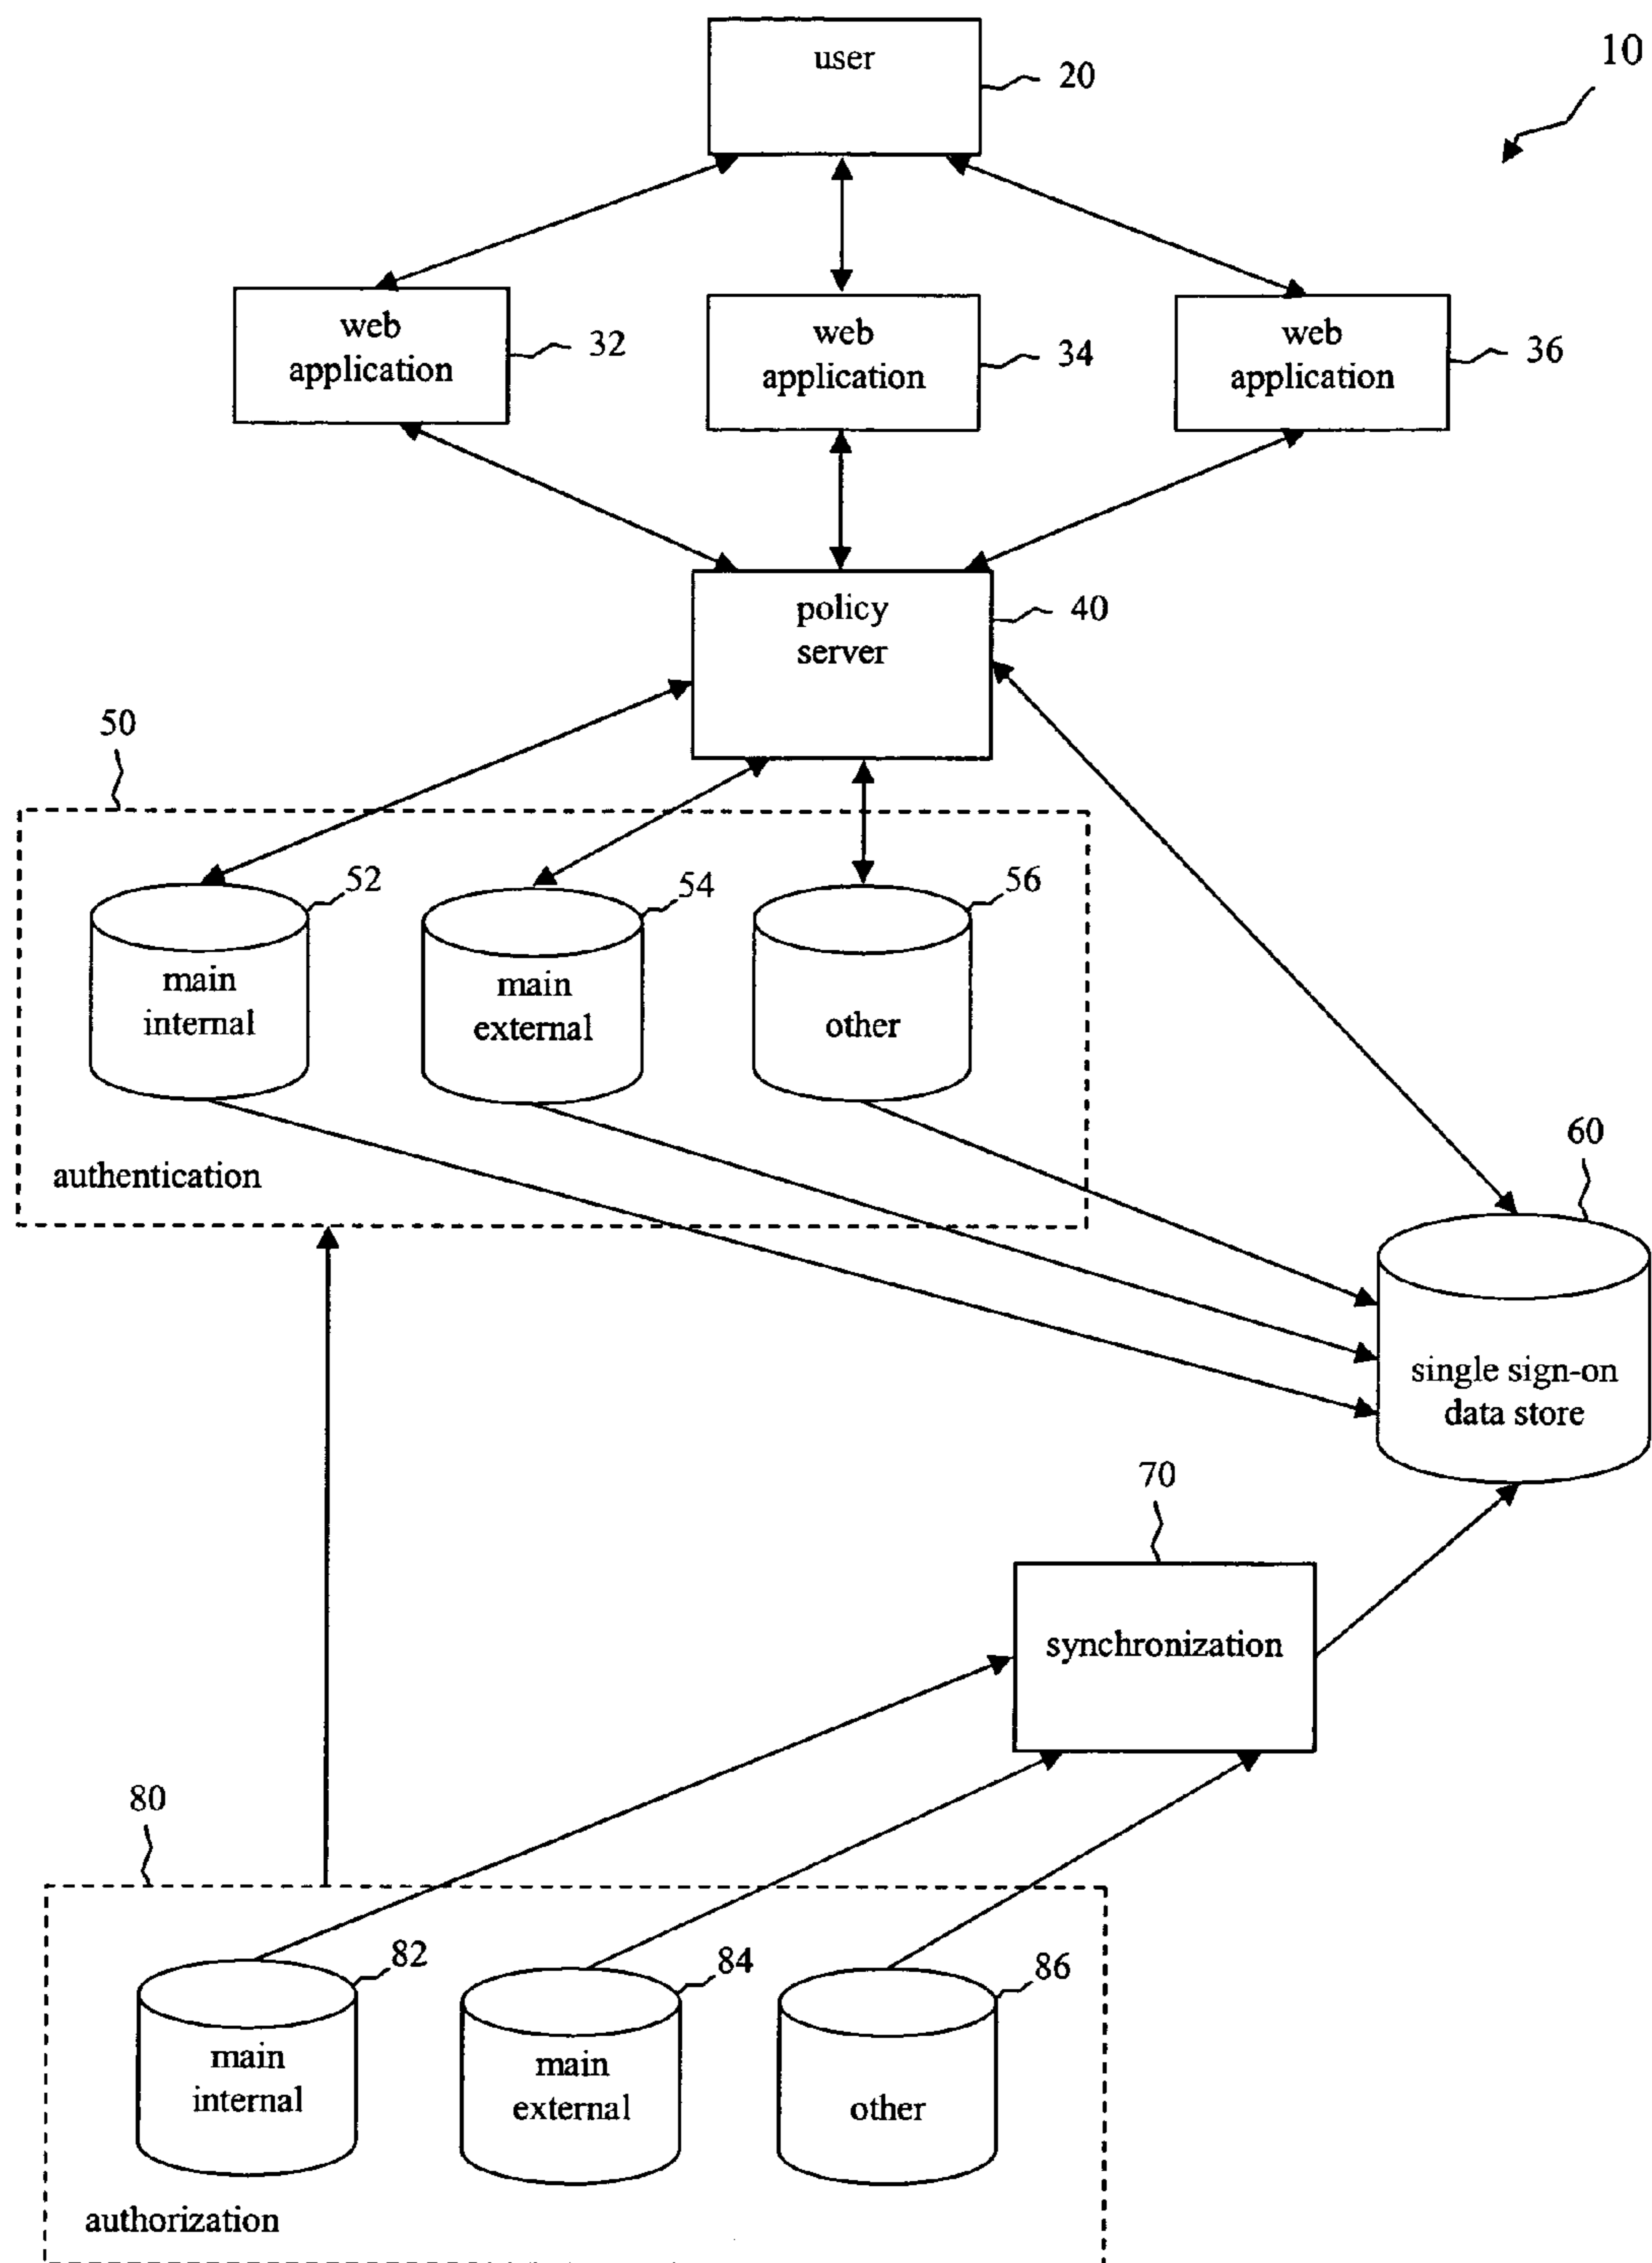 10
user
20
web
application
32
web
application
34
web
application
36
policy
server
40
50
52
main
internal
54
main
external
56
other
authentication
60
single sign-on
data store
70
synchronization
80
82
main
internal
84
main
external
86
other
authorization